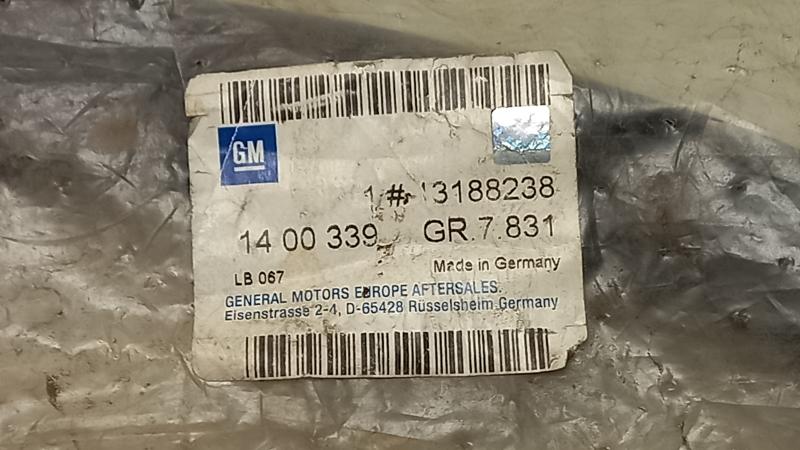 GM
1 # 13188238
14 00 339 GR.7.831
LB 067
Made in Germany
GENERAL MOTORS EUROPE AFTERSALES.
Eisenstrasse 2-4, D-65428 Rüsselsheim, Germany